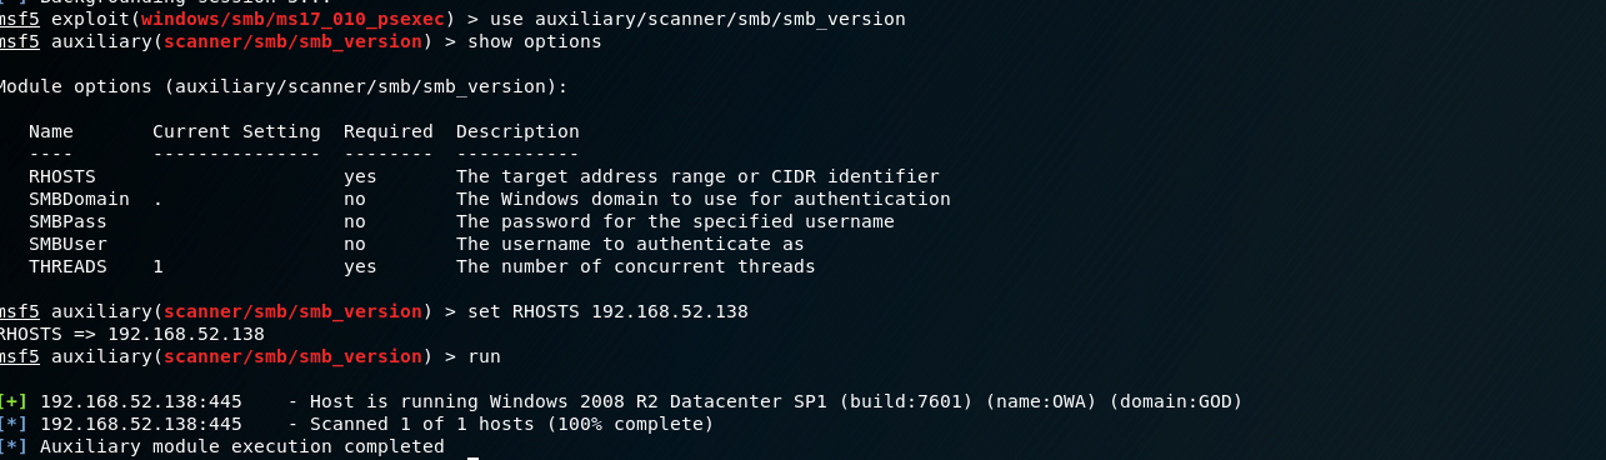 msf5 exploit(windows/smb/ms17_010_psexec) > use auxiliary/scanner/smb/smb_version
msf5 auxiliary(scanner/smb/smb_version) > show options
Module options (auxiliary/scanner/smb/smb_version):
Name Current Setting Required Description
---- --------------- -------- -----------
RHOSTS yes The target address range or CIDR identifier
SMBDomain . no The Windows domain to use for authentication
SMBPass no The password for the specified username
SMBUser no The username to authenticate as
THREADS 1 yes The number of concurrent threads
msf5 auxiliary(scanner/smb/smb_version) > set RHOSTS 192.168.52.138
RHOSTS => 192.168.52.138
msf5 auxiliary(scanner/smb/smb_version) > run
[+] 192.168.52.138:445 - Host is running Windows 2008 R2 Datacenter SP1 (build:7601) (name:OWA) (domain:GOD)
[*] 192.168.52.138:445 - Scanned 1 of 1 hosts (100% complete)
[*] Auxiliary module execution completed